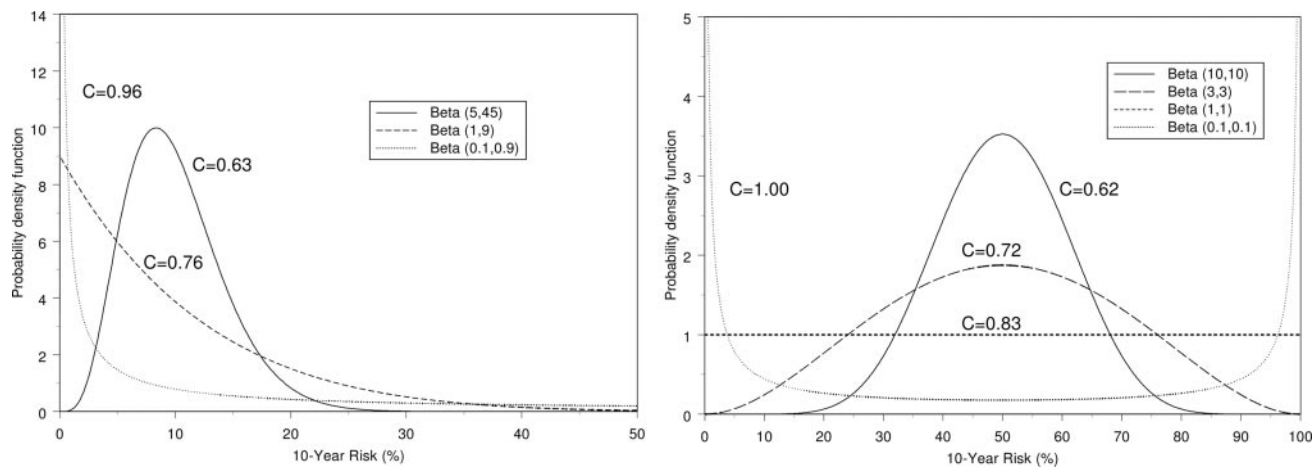 14
12
10
8
6
4
2
0
Probability density function
C=0.96
C=0.63
C=0.76
Beta (5,45)
Beta (1,9)
Beta (0.1,0.9)
0 10 20 30 40 50
10-Year Risk (%)
5
4
3
2
1
0
Probability density function
C=1.00
C=0.62
C=0.72
C=0.83
Beta (10,10)
Beta (3,3)
Beta (1,1)
Beta (0.1,0.1)
0 10 20 30 40 50 60 70 80 90 100
10-Year Risk (%)